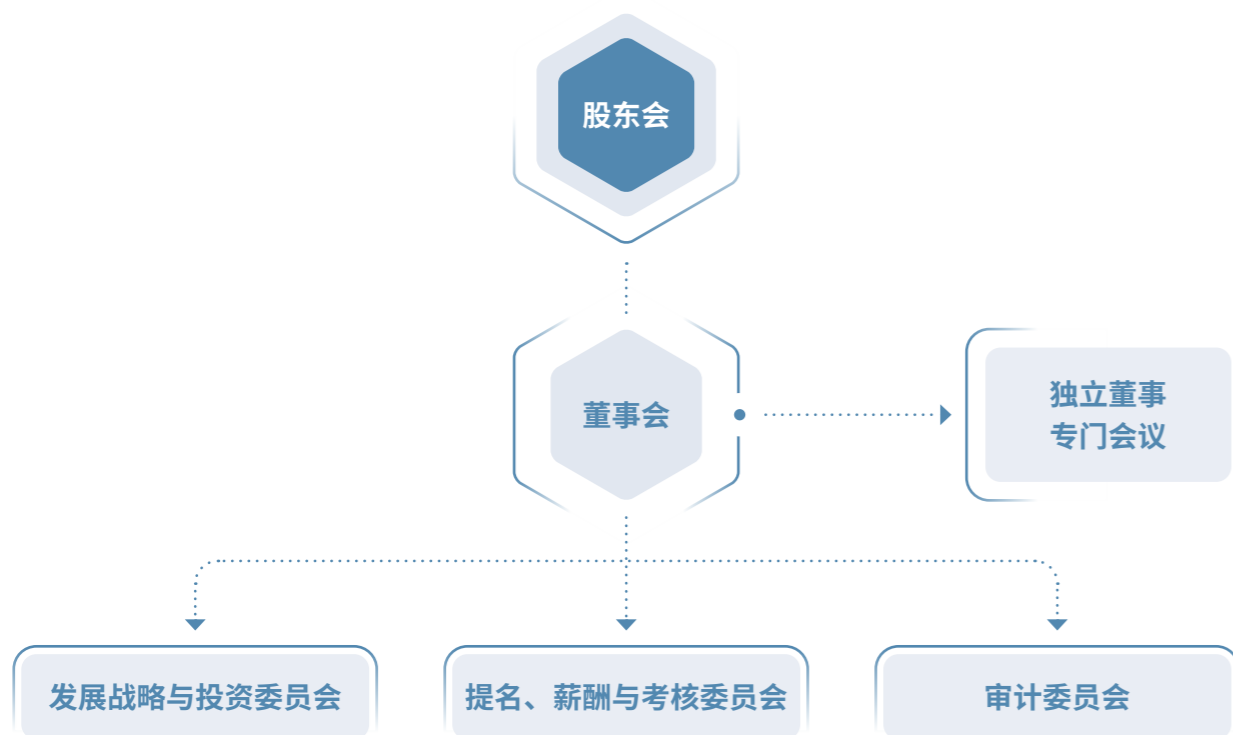 股东会
董事会
独立董事
专门会议
发展战略与投资委员会
提名、薪酬与考核委员会
审计委员会